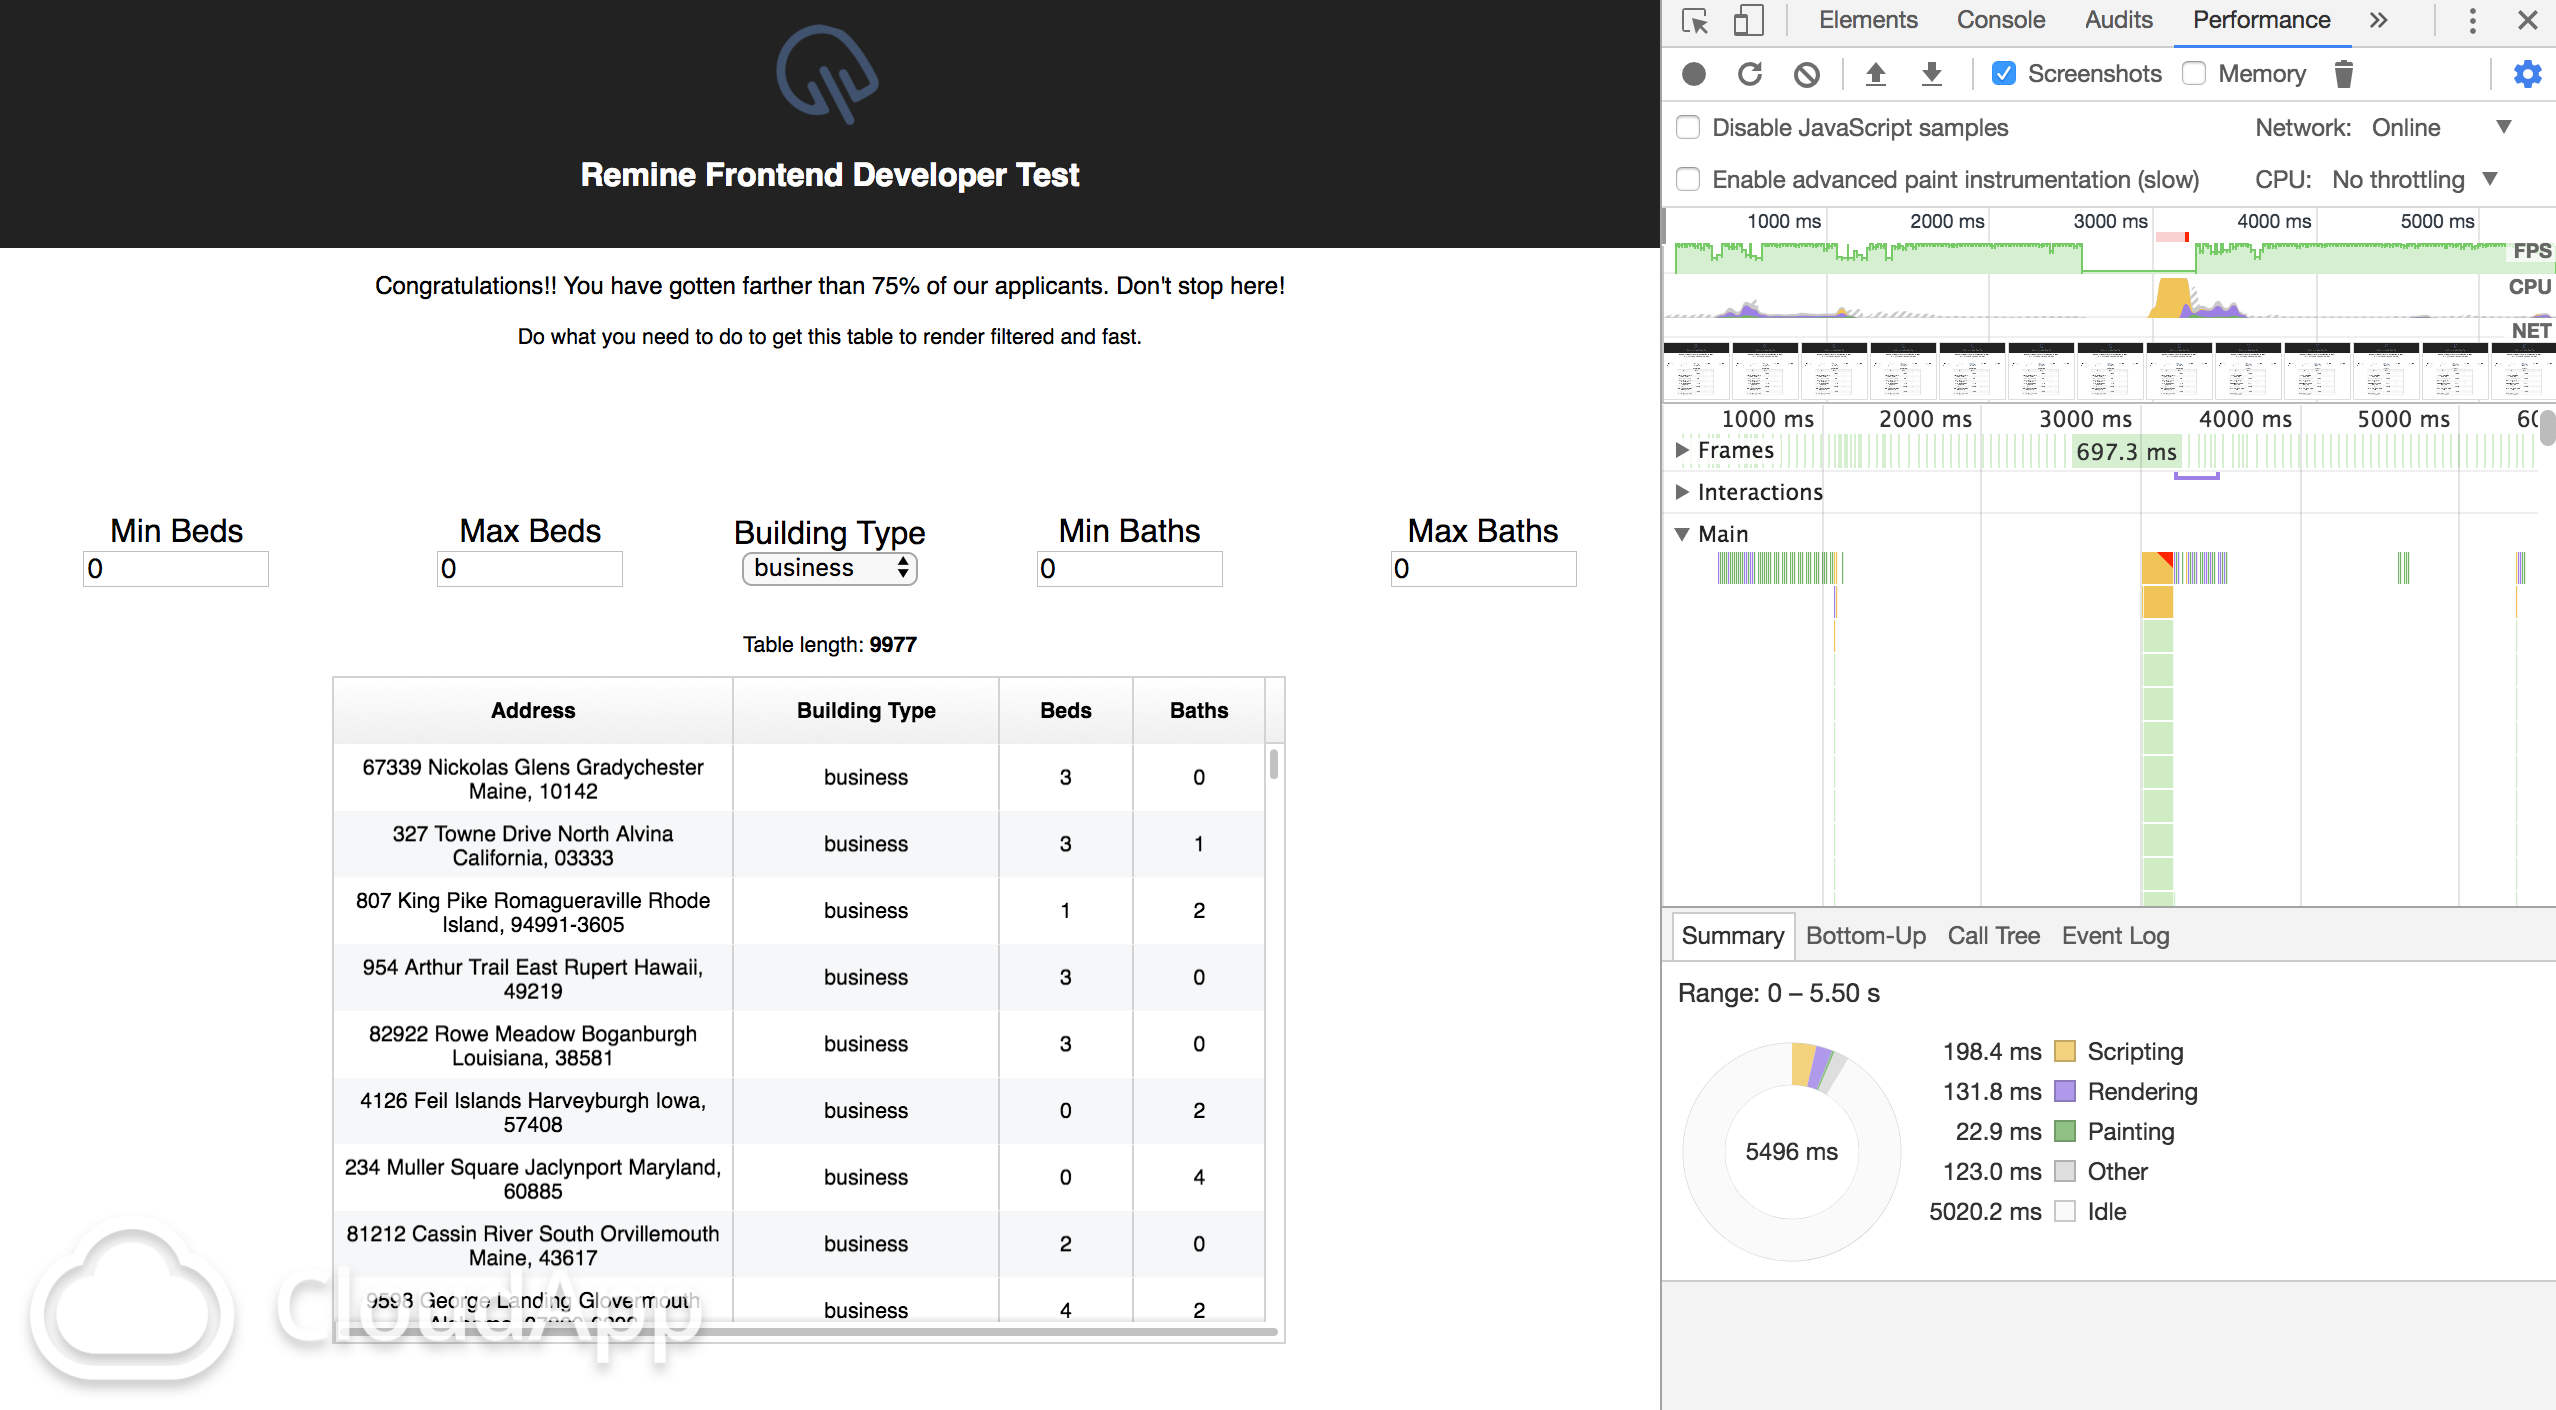 Remine Frontend Developer Test
Congratulations!! You have gotten farther than 75% of our applicants. Don't stop here!
Do what you need to do to get this table to render filtered and fast.
Min Beds
0
Max Beds
0
Building Type
business
Min Baths
0
Max Baths
0
Table length: 9977
Address Building Type Beds Baths
67339 Nickolas Glens Gradychester
Maine, 10142
business 3 0
327 Towne Drive North Alvina
California, 03333
business 3 1
807 King Pike Romagueraville Rhode
Island, 94991-3605
business 1 2
954 Arthur Trail East Rupert Hawaii,
49219
business 3 0
82922 Rowe Meadow Boganburgh
Louisiana, 38581
business 3 0
4126 Feil Islands Harveyburgh Iowa,
57408
business 0 2
234 Muller Square Jaclynport Maryland,
60885
business 0 4
81212 Cassin River South Orvillemouth
Maine, 43617
business 2 0
9598 George Landing Glovermouth
business 4 2
CloudApp
Elements Console Audits Performance »
Screenshots Memory
Disable JavaScript samples Network: Online
Enable advanced paint instrumentation (slow) CPU: No throttling
1000 ms 2000 ms 3000 ms 4000 ms 5000 ms
FPS
CPU
NET
1000 ms 2000 ms 3000 ms 4000 ms 5000 ms
Frames 697.3 ms
Interactions
Main
Summary Bottom-Up Call Tree Event Log
Range: 0 – 5.50 s
5496 ms
198.4 ms Scripting
131.8 ms Rendering
22.9 ms Painting
123.0 ms Other
5020.2 ms Idle